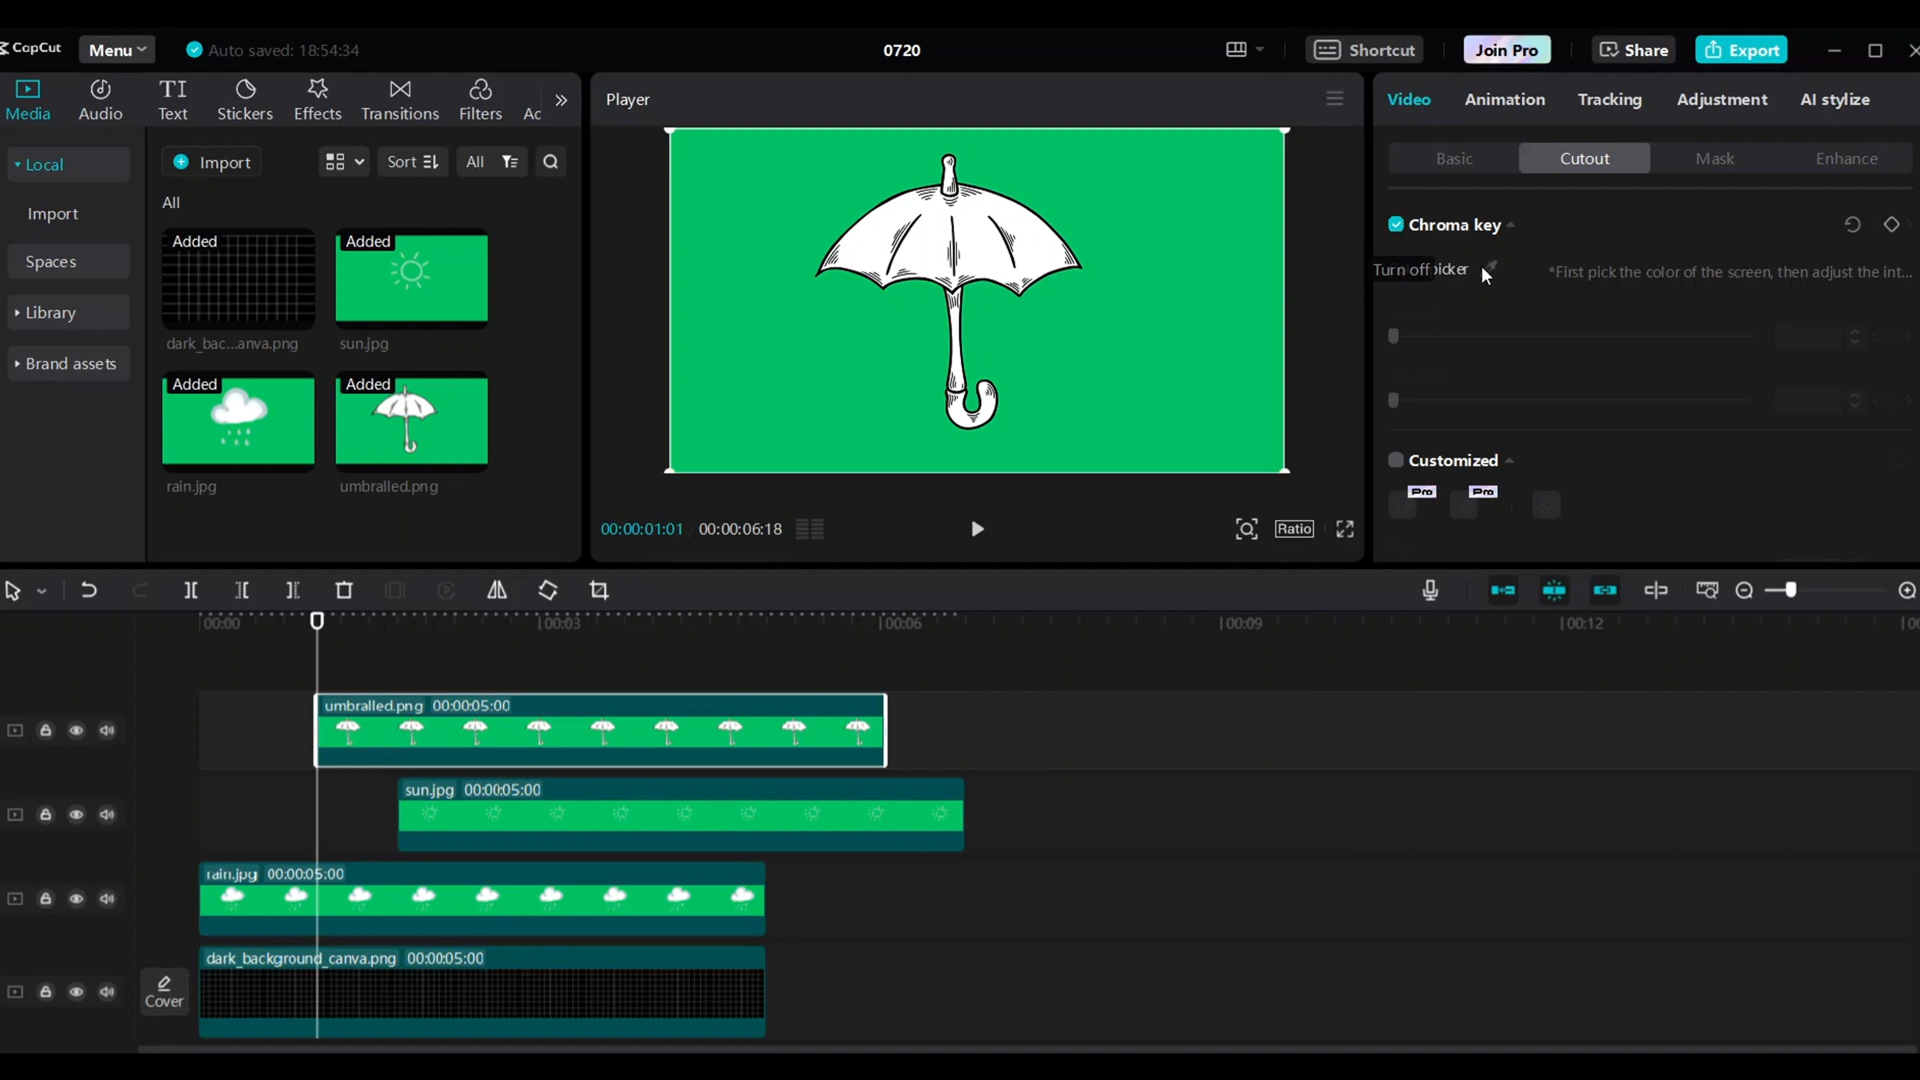 CapCut
Menu
Auto saved: 18:54:34
0720
Shortcut
Join Pro
Share
Export
Media
Audio
TI
Text
Stickers
Effects
Transitions
Filters
Ac
Player
Video
Animation
Tracking
Adjustment
AI stylize
Local
Import
Spaces
Library
Brand assets
Import
Sort
All
All
Added
dark_bac...anva.png
Added
sun.jpg
Added
rain.jpg
Added
umbralled.png
00:00:01:01
00:00:06:18
Ratio
Basic
Cutout
Mask
Enhance
Chroma key
Turn off picker
*First pick the color of the screen, then adjust the int...
Customized
Pro
Pro
00:00
00:03
00:06
00:09
00:12
umbralled.png 00:00:05:00
sun.jpg 00:00:05:00
rain.jpg 00:00:05:00
Cover
dark_background_canva.png 00:00:05:00